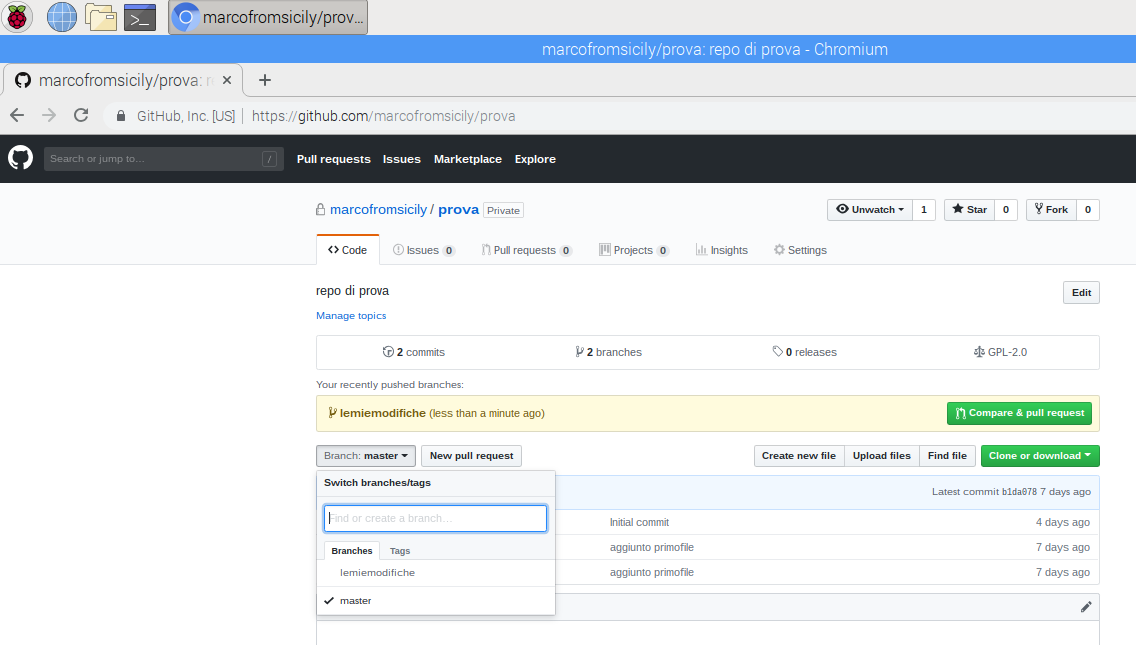 marcofromsicily/prov...
marcofromsicily/prova: repo di prova - Chromium
marcofromsicily/prova: r
GitHub, Inc. [US] https://github.com/marcofromsicily/prova
Search or jump to... / Pull requests Issues Marketplace Explore
marcofromsicily / prova Private Unwatch 1 Star 0 Fork 0
Code Issues 0 Pull requests 0 Projects 0 Insights Settings
repo di prova Edit
Manage topics
2 commits 2 branches 0 releases GPL-2.0
Your recently pushed branches:
lemiemodifiche (less than a minute ago) Compare & pull request
Branch: master New pull request Create new file Upload files Find file Clone or download
Switch branches/tags
Latest commit b1da078 7 days ago
Find or create a branch...
Initial commit 4 days ago
Branches Tags
aggiunto primofile 7 days ago
lemiemodifiche
aggiunto primofile 7 days ago
master